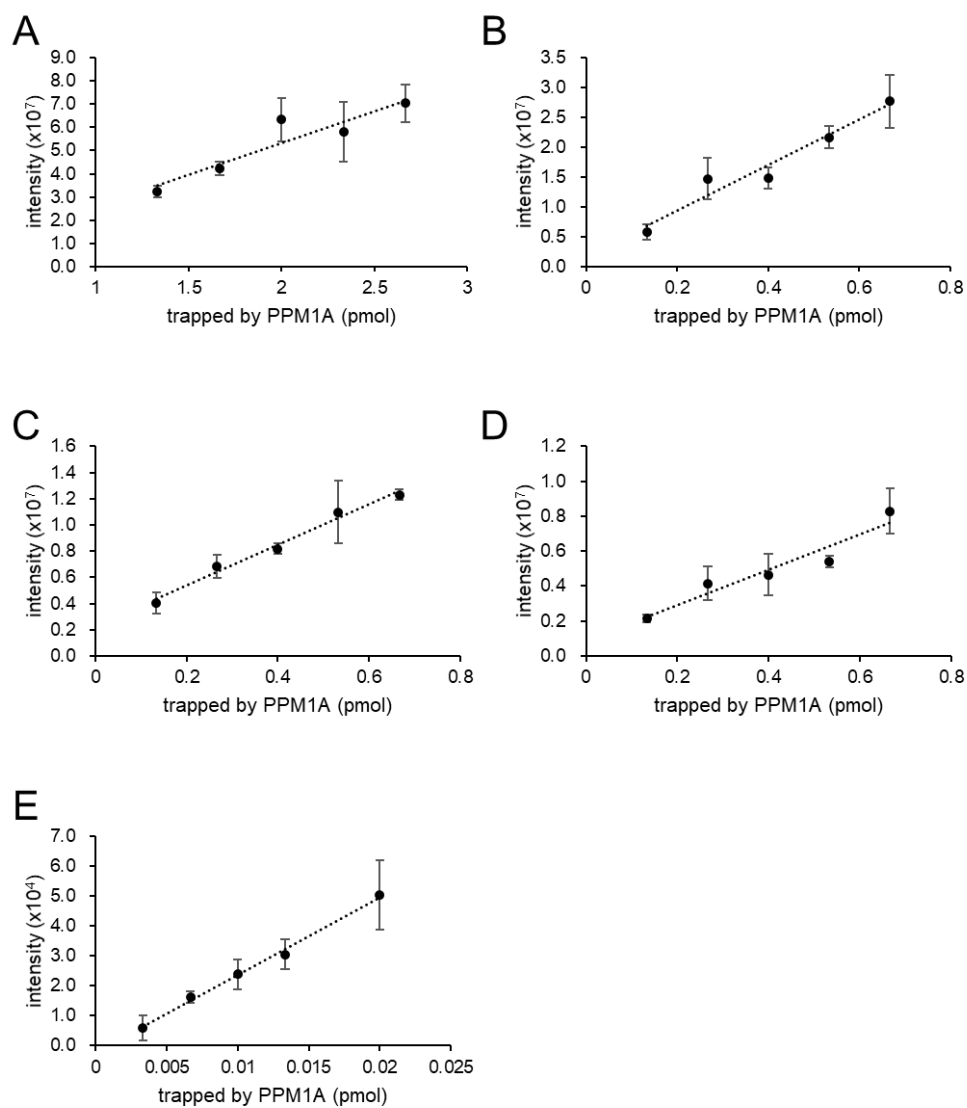 A
intensity (x10⁷)
9.0
8.0
7.0
6.0
5.0
4.0
3.0
2.0
1.0
0.0
1 1.5 2 2.5 3
trapped by PPM1A (pmol)
B
intensity (x10⁷)
3.5
3.0
2.5
2.0
1.5
1.0
0.5
0.0
0 0.2 0.4 0.6 0.8
trapped by PPM1A (pmol)
C
intensity (x10⁷)
1.6
1.4
1.2
1.0
0.8
0.6
0.4
0.2
0.0
0 0.2 0.4 0.6 0.8
trapped by PPM1A (pmol)
D
intensity (x10⁷)
1.2
1.0
0.8
0.6
0.4
0.2
0.0
0 0.2 0.4 0.6 0.8
trapped by PPM1A (pmol)
E
intensity (x10⁴)
7.0
6.0
5.0
4.0
3.0
2.0
1.0
0.0
0 0.005 0.01 0.015 0.02 0.025
trapped by PPM1A (pmol)